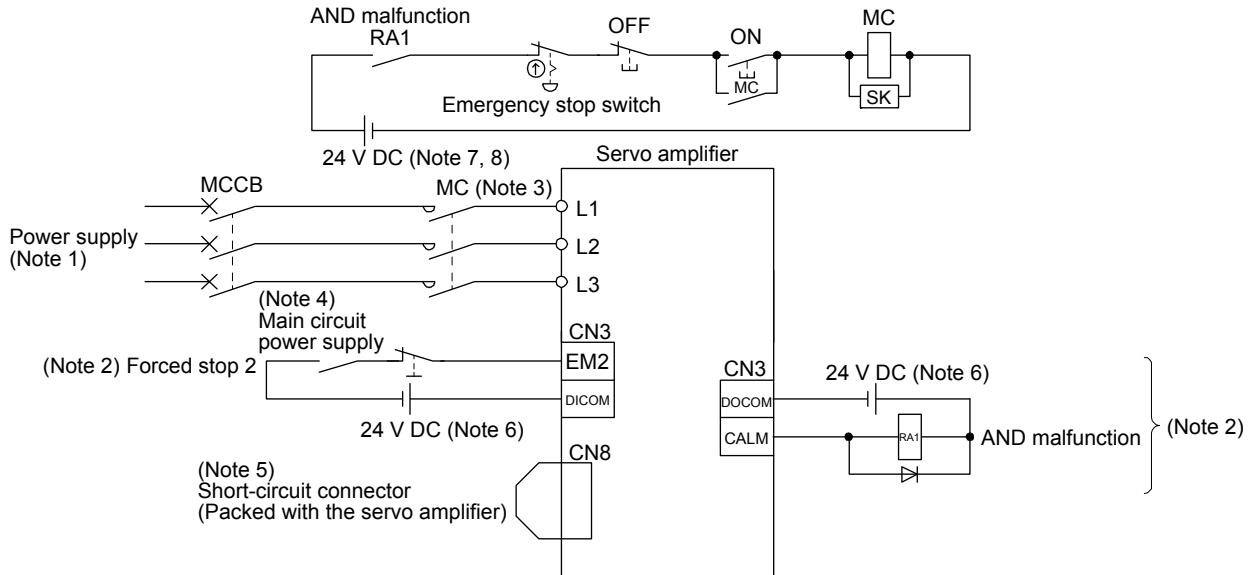 AND malfunction
RA1
OFF
ON
MC
MC
SK
Emergency stop switch
24 V DC (Note 7, 8)
Servo amplifier
MCCB
MC (Note 3)
L1
Power supply
(Note 1)
L2
L3
(Note 4)
Main circuit
power supply
CN3
(Note 2) Forced stop 2
EM2
DICOM
24 V DC (Note 6)
CN3
24 V DC (Note 6)
DOCOM
CALM
RA1
AND malfunction
(Note 2)
CN8
(Note 5)
Short-circuit connector
(Packed with the servo amplifier)